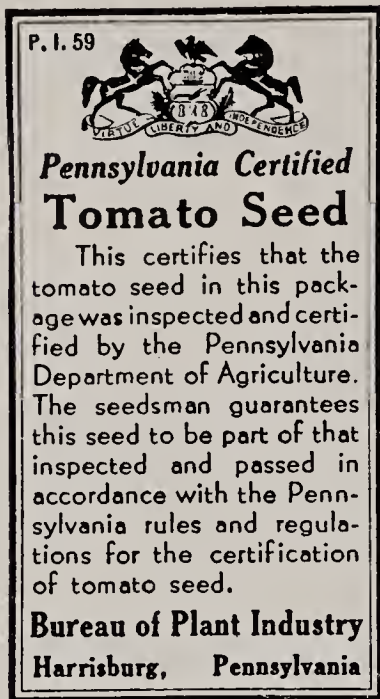 P. I. 59
VIRTUE LIBERTY AND INDEPENDENCE
Pennsylvania Certified
Tomato Seed
This certifies that the
tomato seed in this pack-
age was inspected and certi-
fied by the Pennsylvania
Department of Agriculture.
The seedsman guarantees
this seed to be part of that
inspected and passed in
accordance with the Penn-
sylvania rules and regula-
tions for the certification
of tomato seed.
Bureau of Plant Industry
Harrisburg, Pennsylvania